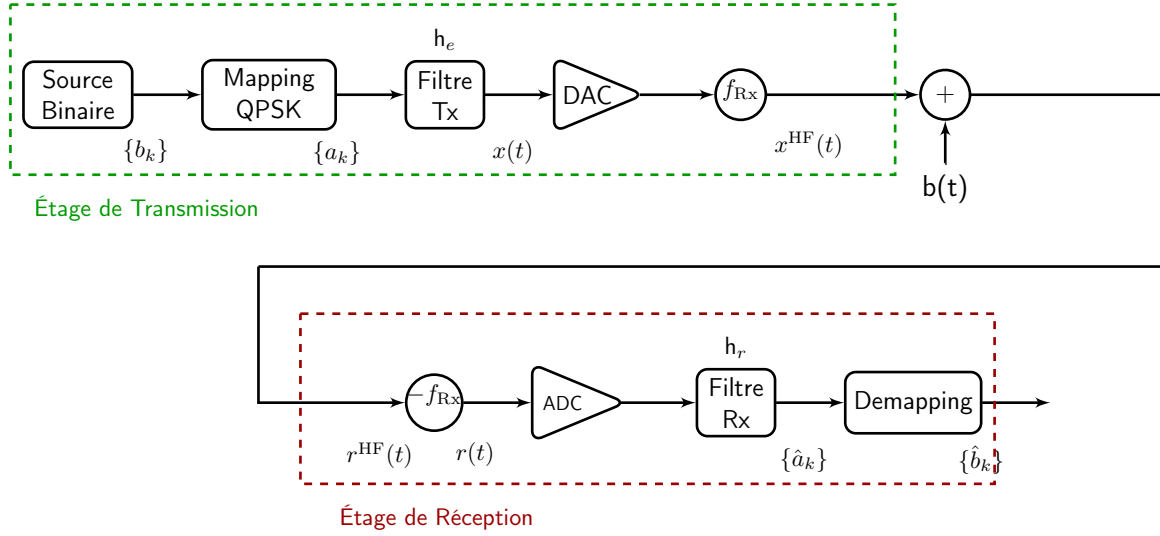 h_e
Source
Binaire
Mapping
QPSK
Filtre
Tx
DAC
f_Rx
+
{b_k}
{a_k}
x(t)
x^HF(t)
b(t)
Étage de Transmission
h_r
−f_Rx
ADC
Filtre
Rx
Demapping
r^HF(t)
r(t)
{â_k}
{b̂_k}
Étage de Réception